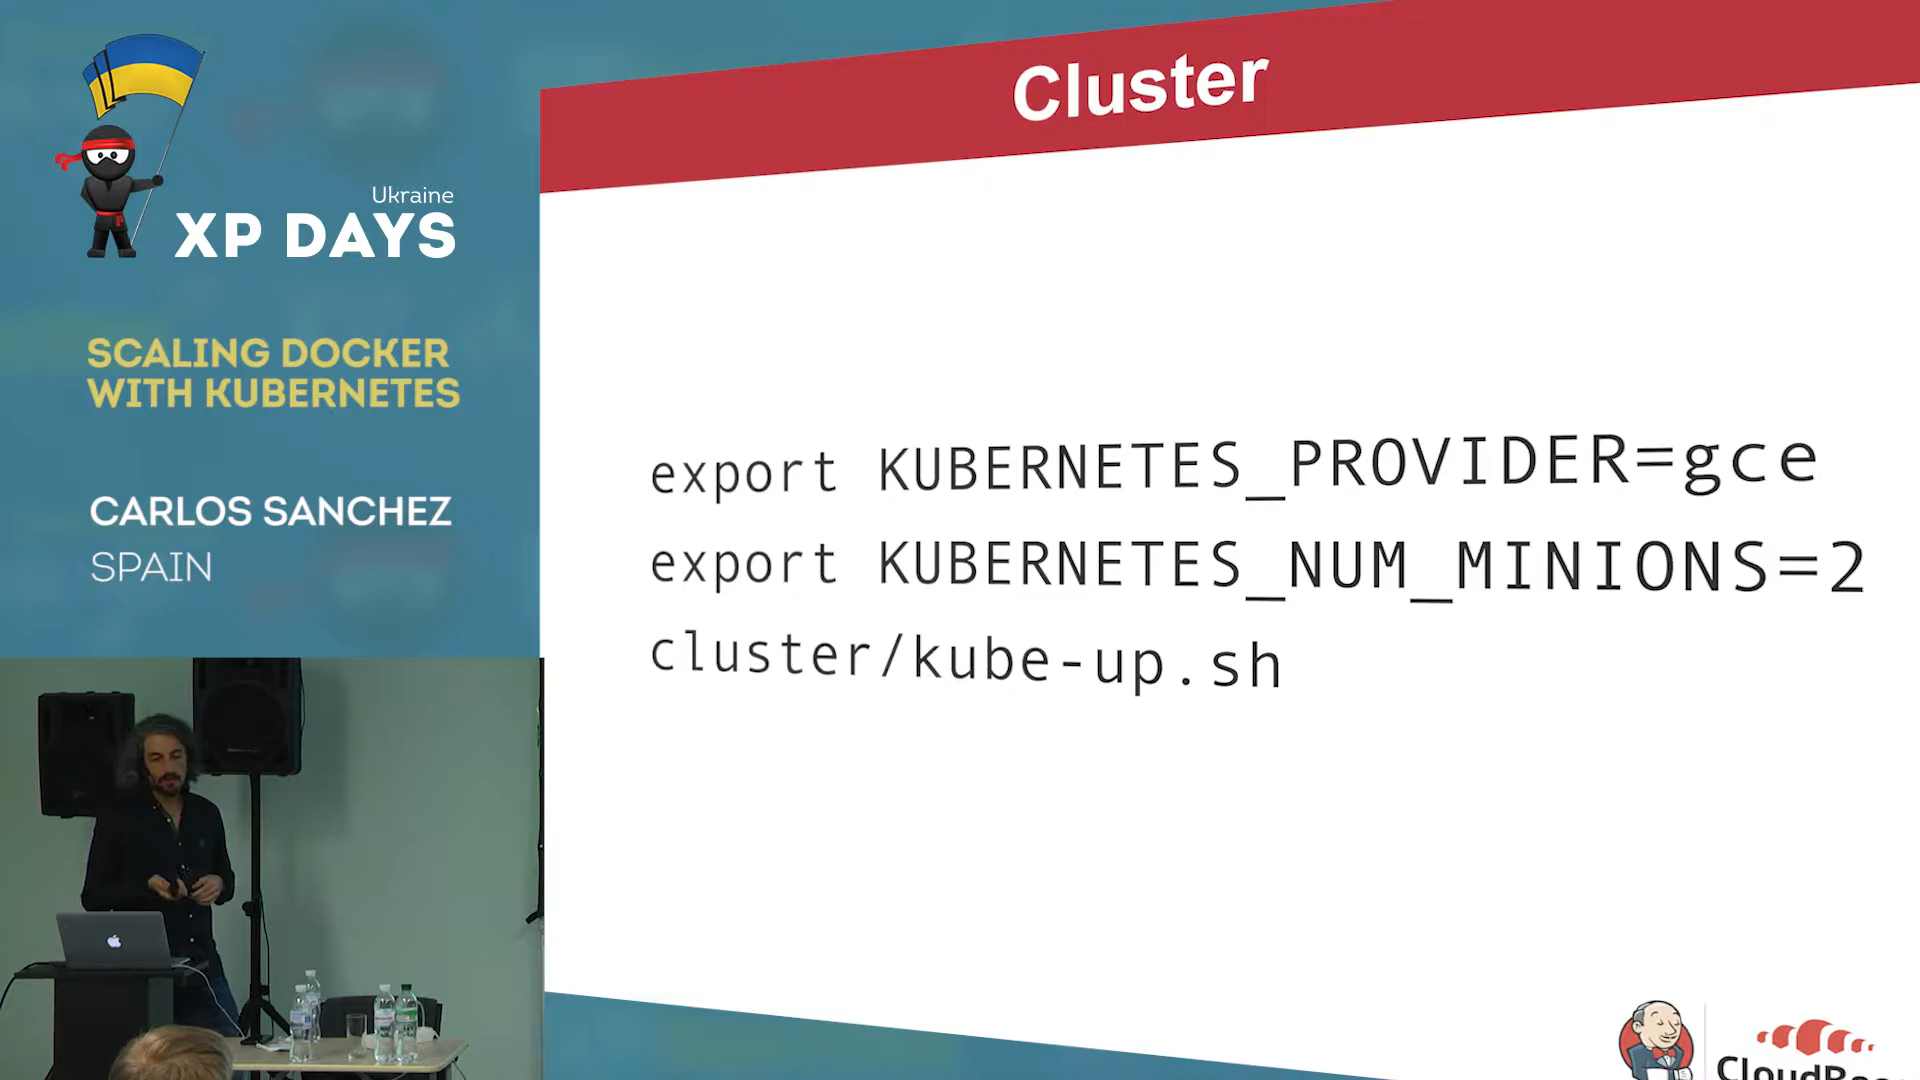 Ukraine
XP DAYS
SCALING DOCKER
WITH KUBERNETES
CARLOS SANCHEZ
SPAIN
Cluster
export KUBERNETES_PROVIDER=gce
export KUBERNETES_NUM_MINIONS=2
cluster/kube-up.sh